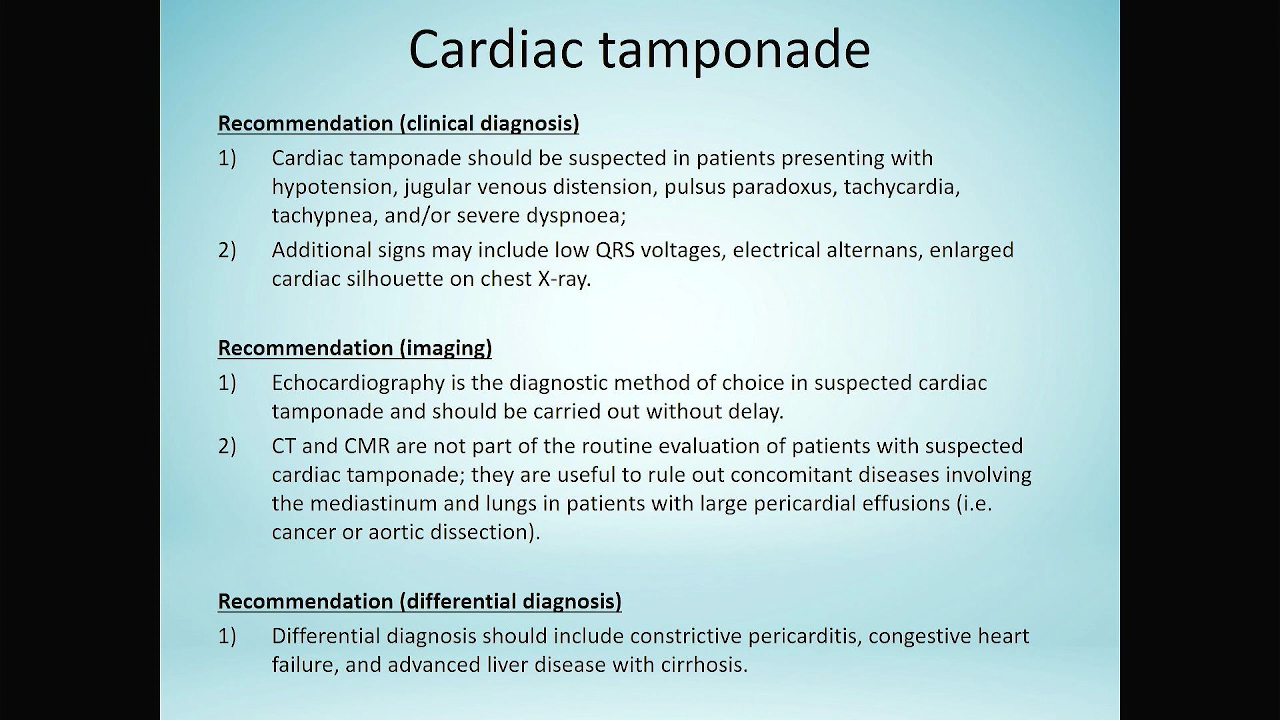 Cardiac tamponade
Recommendation (clinical diagnosis)
1) Cardiac tamponade should be suspected in patients presenting with
hypotension, jugular venous distension, pulsus paradoxus, tachycardia,
tachypnea, and/or severe dyspnoea;
2) Additional signs may include low QRS voltages, electrical alternans, enlarged
cardiac silhouette on chest X-ray.
Recommendation (imaging)
1) Echocardiography is the diagnostic method of choice in suspected cardiac
tamponade and should be carried out without delay.
2) CT and CMR are not part of the routine evaluation of patients with suspected
cardiac tamponade; they are useful to rule out concomitant diseases involving
the mediastinum and lungs in patients with large pericardial effusions (i.e.
cancer or aortic dissection).
Recommendation (differential diagnosis)
1) Differential diagnosis should include constrictive pericarditis, congestive heart
failure, and advanced liver disease with cirrhosis.